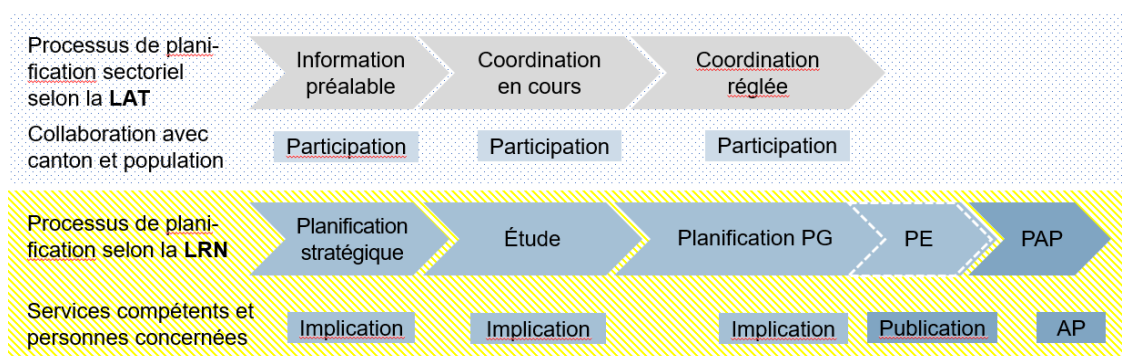 Processus de plani-
fication sectoriel
selon la LAT
Information
préalable
Coordination
en cours
Coordination
réglée
Collaboration avec
canton et population
Participation
Participation
Participation
Processus de plani-
fication selon la LRN
Planification
stratégique
Étude
Planification PG
PE
PAP
Services compétents et
personnes concernées
Implication
Implication
Implication
Publication
AP